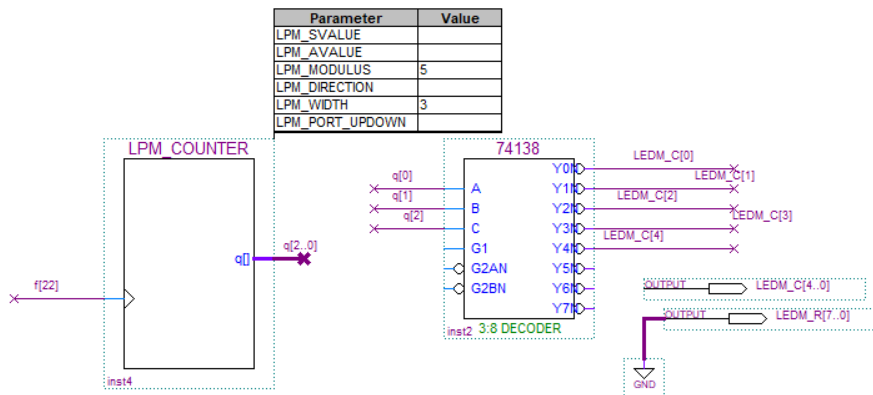 Parameter Value
LPM_SVALUE
LPM_AVALUE
LPM_MODULUS 5
LPM_DIRECTION
LPM_WIDTH 3
LPM_PORT_UPDOWN
LPM_COUNTER
q[]
q[2..0]
f[22]
inst4
74138
q[0] A Y0N LEDM_C[0]
q[1] B Y1N LEDM_C[1]
q[2] C Y2N LEDM_C[2]
Y3N LEDM_C[3]
G1 Y4N LEDM_C[4]
G2AN Y5N
G2BN Y6N
Y7N
inst2 3:8 DECODER
OUTPUT LEDM_C[4..0]
OUTPUT LEDM_R[7..0]
GND